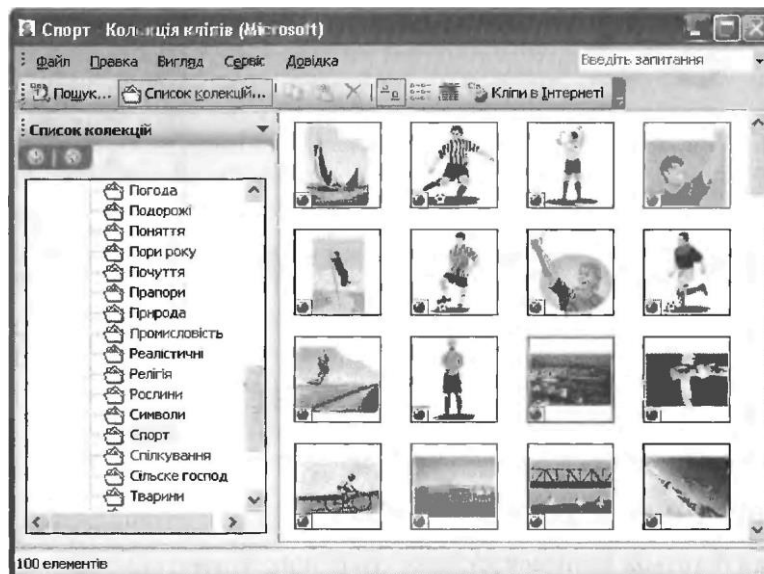 Спорт - Колекція кліпів (Microsoft)
Файл Правка Вигляд Сервіс Довідка Введіть запитання
Пошук... Список колекцій... Кліпи в Інтернеті
Список колекцій
Погода
Подорожі
Поняття
Пори року
Почуття
Прапори
Природа
Промисловість
Реалістичні
Релігія
Рослини
Символи
Спорт
Спілкування
Сільске господ
Тварини
100 елементів